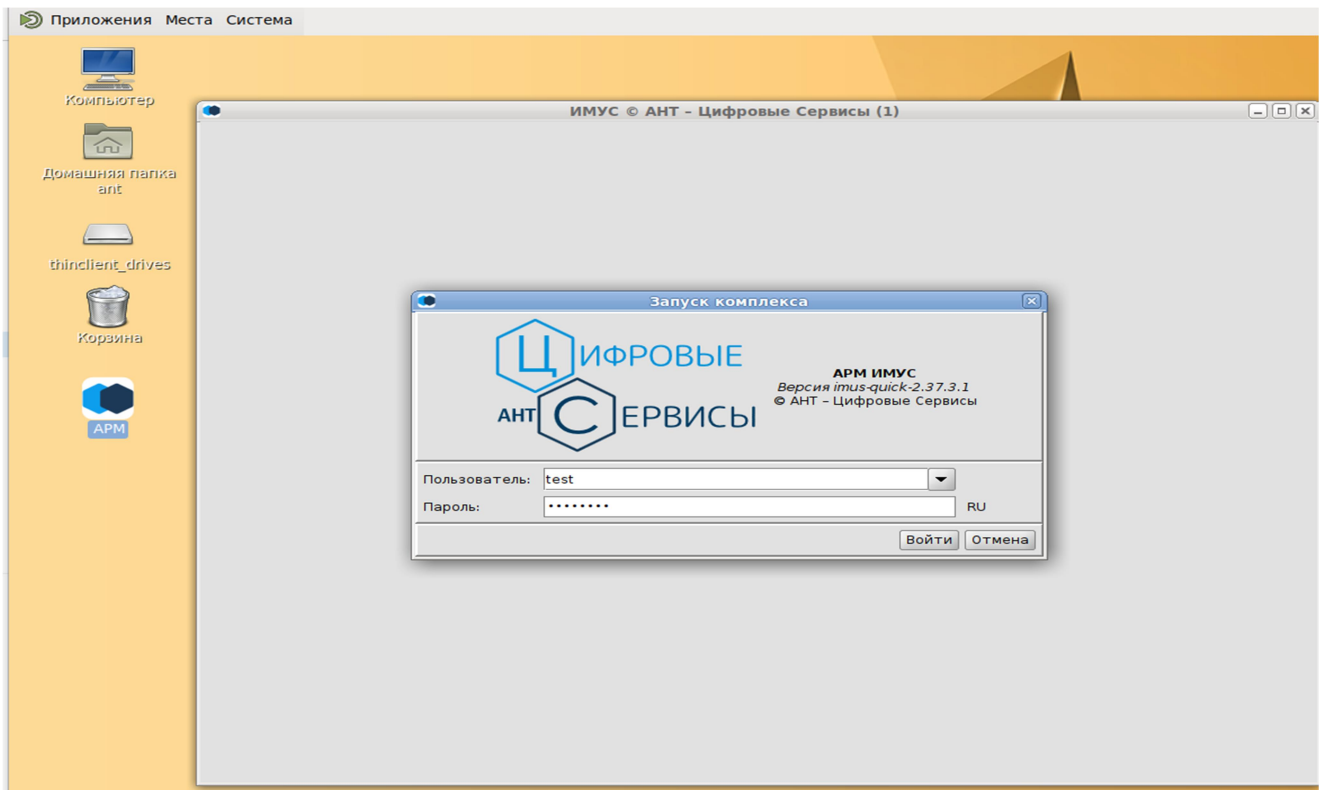 Приложения Места Система
Компьютер
Домашняя папка
ant
thinclient_drives
Корзина
АРМ
ИМУС © АНТ – Цифровые Сервисы (1)
Запуск комплекса
ЦИФРОВЫЕ
АНТ СЕРВИСЫ
АРМ ИМУС
Версия imus-quick-2.37.3.1
© АНТ – Цифровые Сервисы
Пользователь: test
Пароль: •••••••• RU
Войти Отмена